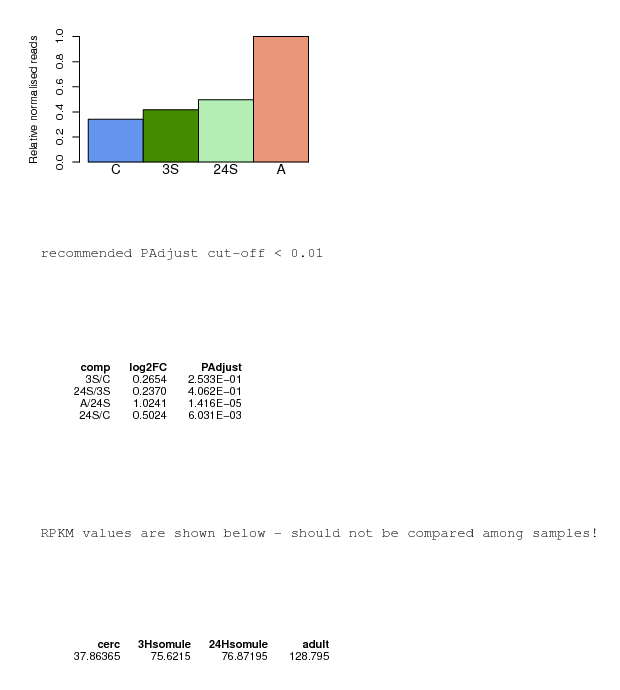 Relative normalised reads
1.0
0.8
0.6
0.4
0.2
0.0
C 3S 24S A
recommended PAdjust cut-off < 0.01
comp log2FC PAdjust
3S/C 0.2654 2.533E−01
24S/3S 0.2370 4.062E−01
A/24S 1.0241 1.416E−05
24S/C 0.5024 6.031E−03
RPKM values are shown below - should not be compared among samples!
cerc 3Hsomule 24Hsomule adult
37.86365 75.6215 76.87195 128.795